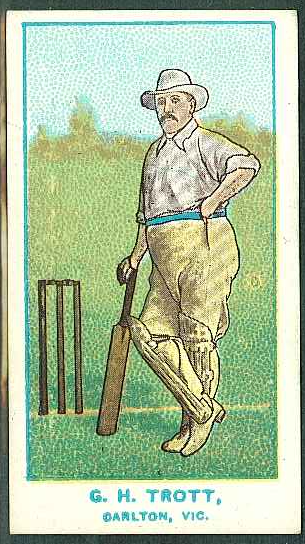 G. H. TROTT,
CARLTON, VIC.